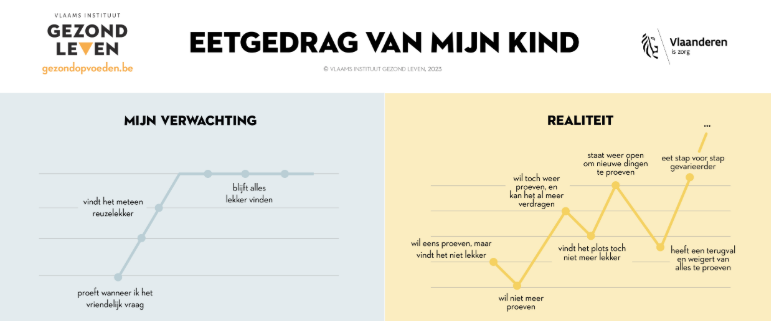 VLAAMS INSTITUUT
GEZOND
LEVEN
gezondopvoeden.be
EETGEDRAG VAN MIJN KIND
© VLAAMS INSTITUUT GEZOND LEVEN, 2023
Vlaanderen
is zorg
MIJN VERWACHTING
vindt het meteen
reuzelekker
blijft alles
lekker vinden
proeft wanneer ik het
vriendelijk vraag
REALITEIT
...
staat weer open
om nieuwe dingen
te proeven
eet stap voor stap
gevarieerder
wil toch weer
proeven, en
kan het al meer
verdragen
wil eens proeven, maar
vindt het niet lekker
vindt het plots toch
niet meer lekker
heeft een terugval
en weigert van
alles te proeven
wil niet meer
proeven